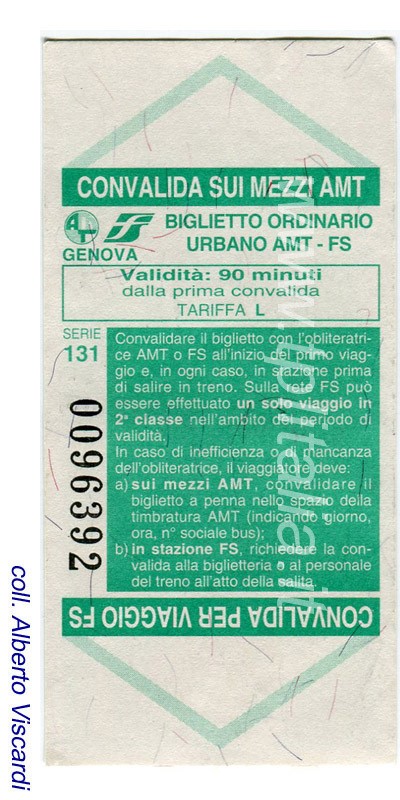 CONVALIDA SUI MEZZI AMT
BIGLIETTO ORDINARIO
URBANO AMT - FS
GENOVA
Validità: 90 minuti
dalla prima convalida
TARIFFA L
SERIE
131
0096392
Convalidare il biglietto con l'obliteratri-
ce AMT o FS all'inizio del primo viag-
gio e, in ogni caso, in stazione prima
di salire in treno. Sulla rete FS può
essere effettuato un solo viaggio in
2ª classe nell'ambito del periodo di
validità.
In caso di inefficienza o di mancanza
dell'obliteratrice, il viaggiatore deve:
a) sui mezzi AMT, convalidare il
biglietto a penna nello spazio della
timbratura AMT (indicando giorno,
ora, n° sociale bus);
b) in stazione FS, richiedere la con-
valida alla biglietteria o al personale
del treno all'atto della salita.
CONVALIDA PER VIAGGIO FS
coll. Alberto Viscardi